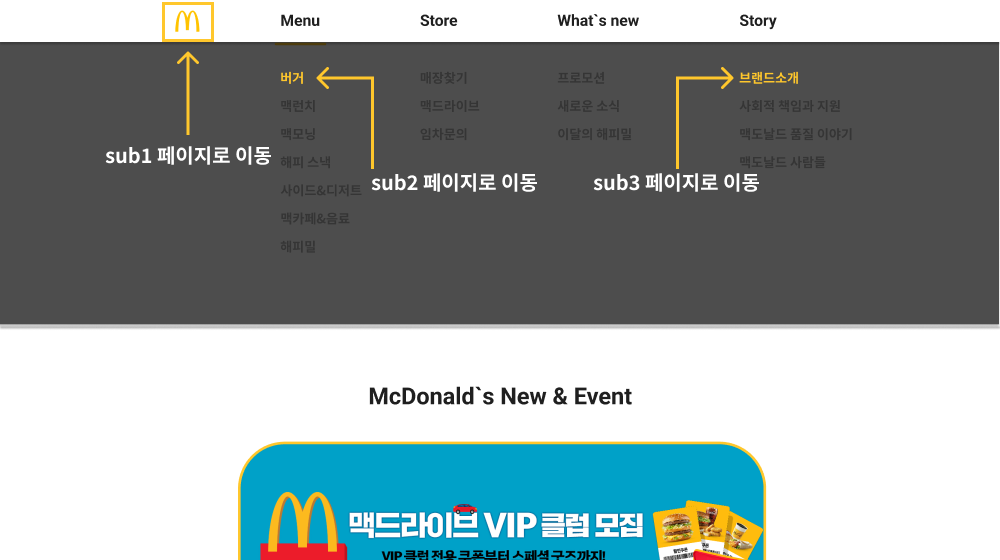 Menu Store What`s new Story
버거 매장찾기 프로모션 브랜드소개
맥런치 맥드라이브 새로운 소식 사회적 책임과 지원
맥모닝 임차문의 이달의 해피밀 맥도날드 품질 이야기
sub1 페이지로 이동
해피 스낵 맥도날드 사람들
sub2 페이지로 이동 sub3 페이지로 이동
사이드&디저트
맥카페&음료
해피밀
McDonald`s New & Event
맥드라이브 VIP 클럽 모집
VIP 클럽 전용 쿠폰부터 스페셜 굿즈까지!